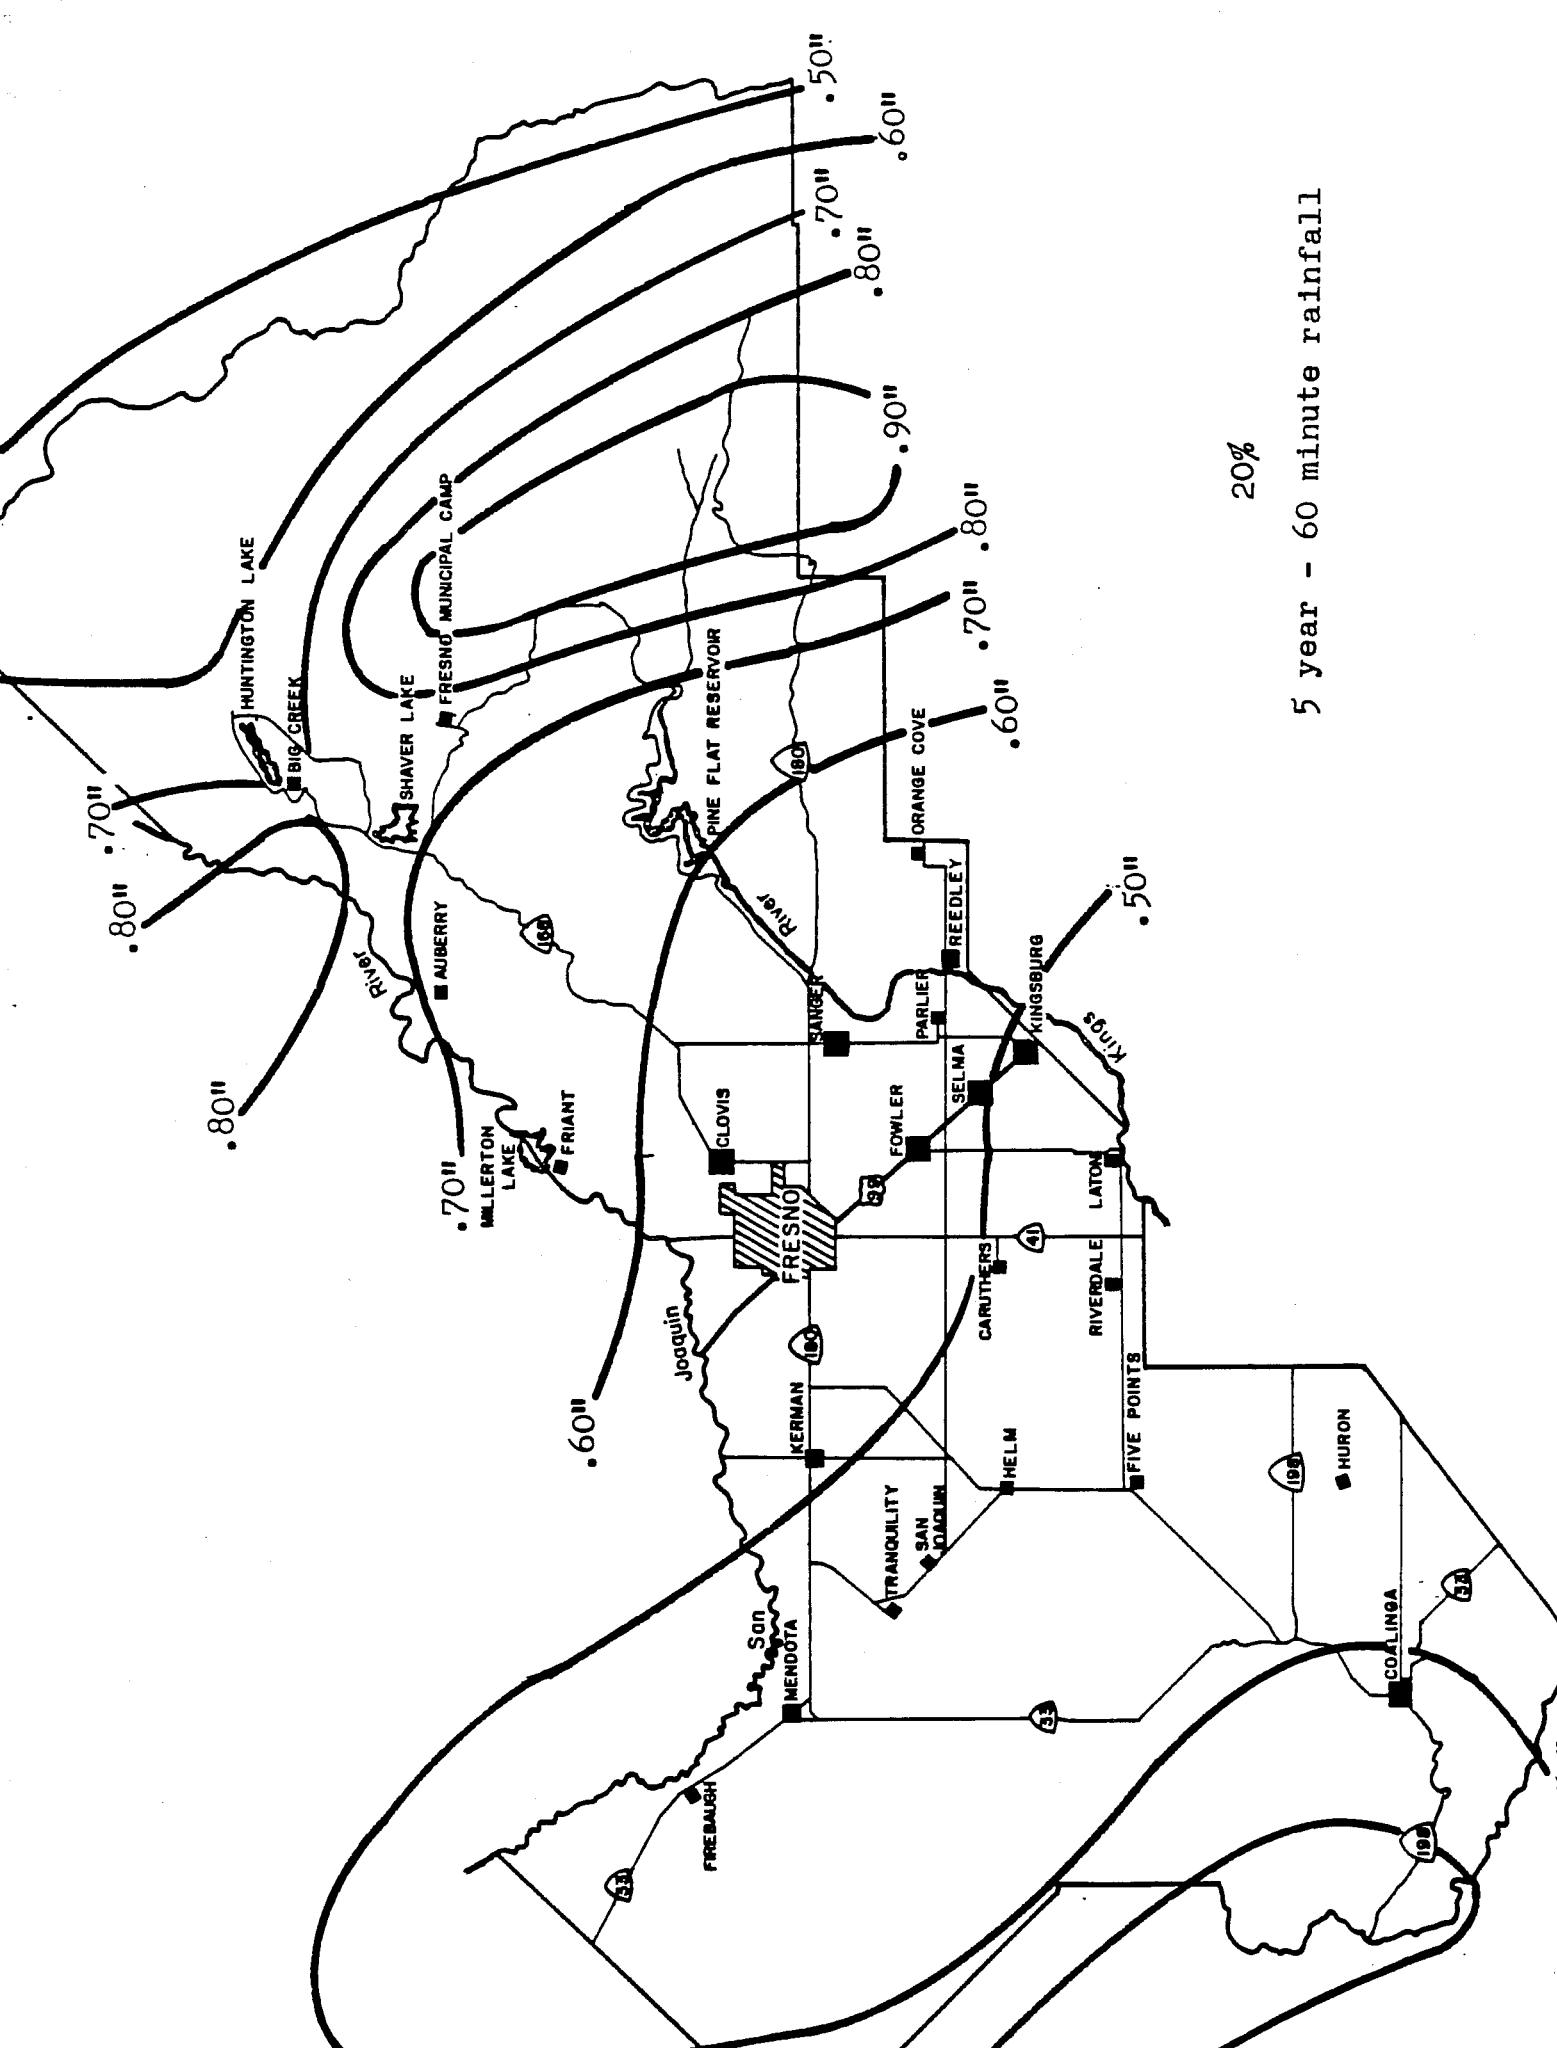 .50"
.60"
.70"
.80"
.90"
.80"
.70"
.60"
.50"
.70"
.80"
.80"
.70"
.60"
HUNTINGTON LAKE
BIG CREEK
SHAVER LAKE
FRESNO MUNICIPAL CAMP
PINE FLAT RESERVOIR
180
ORANGE COVE
AUBERRY
River
168
River
REEDLEY
SANGER
PARLIER
KINGSBURG
Kings
SELMA
FOWLER
CLOVIS
MILLERTON
LAKE
FRIANT
FRESNO
99
LATON
41
CARUTHERS
RIVERDALE
Joaquin
180
KERMAN
HELM
FIVE POINTS
TRANQUILITY
SAN
JOAQUIN
198
HURON
San
MENDOTA
33
COALINGA
33
FIREBAUGH
33
198
20%
5 year - 60 minute rainfall